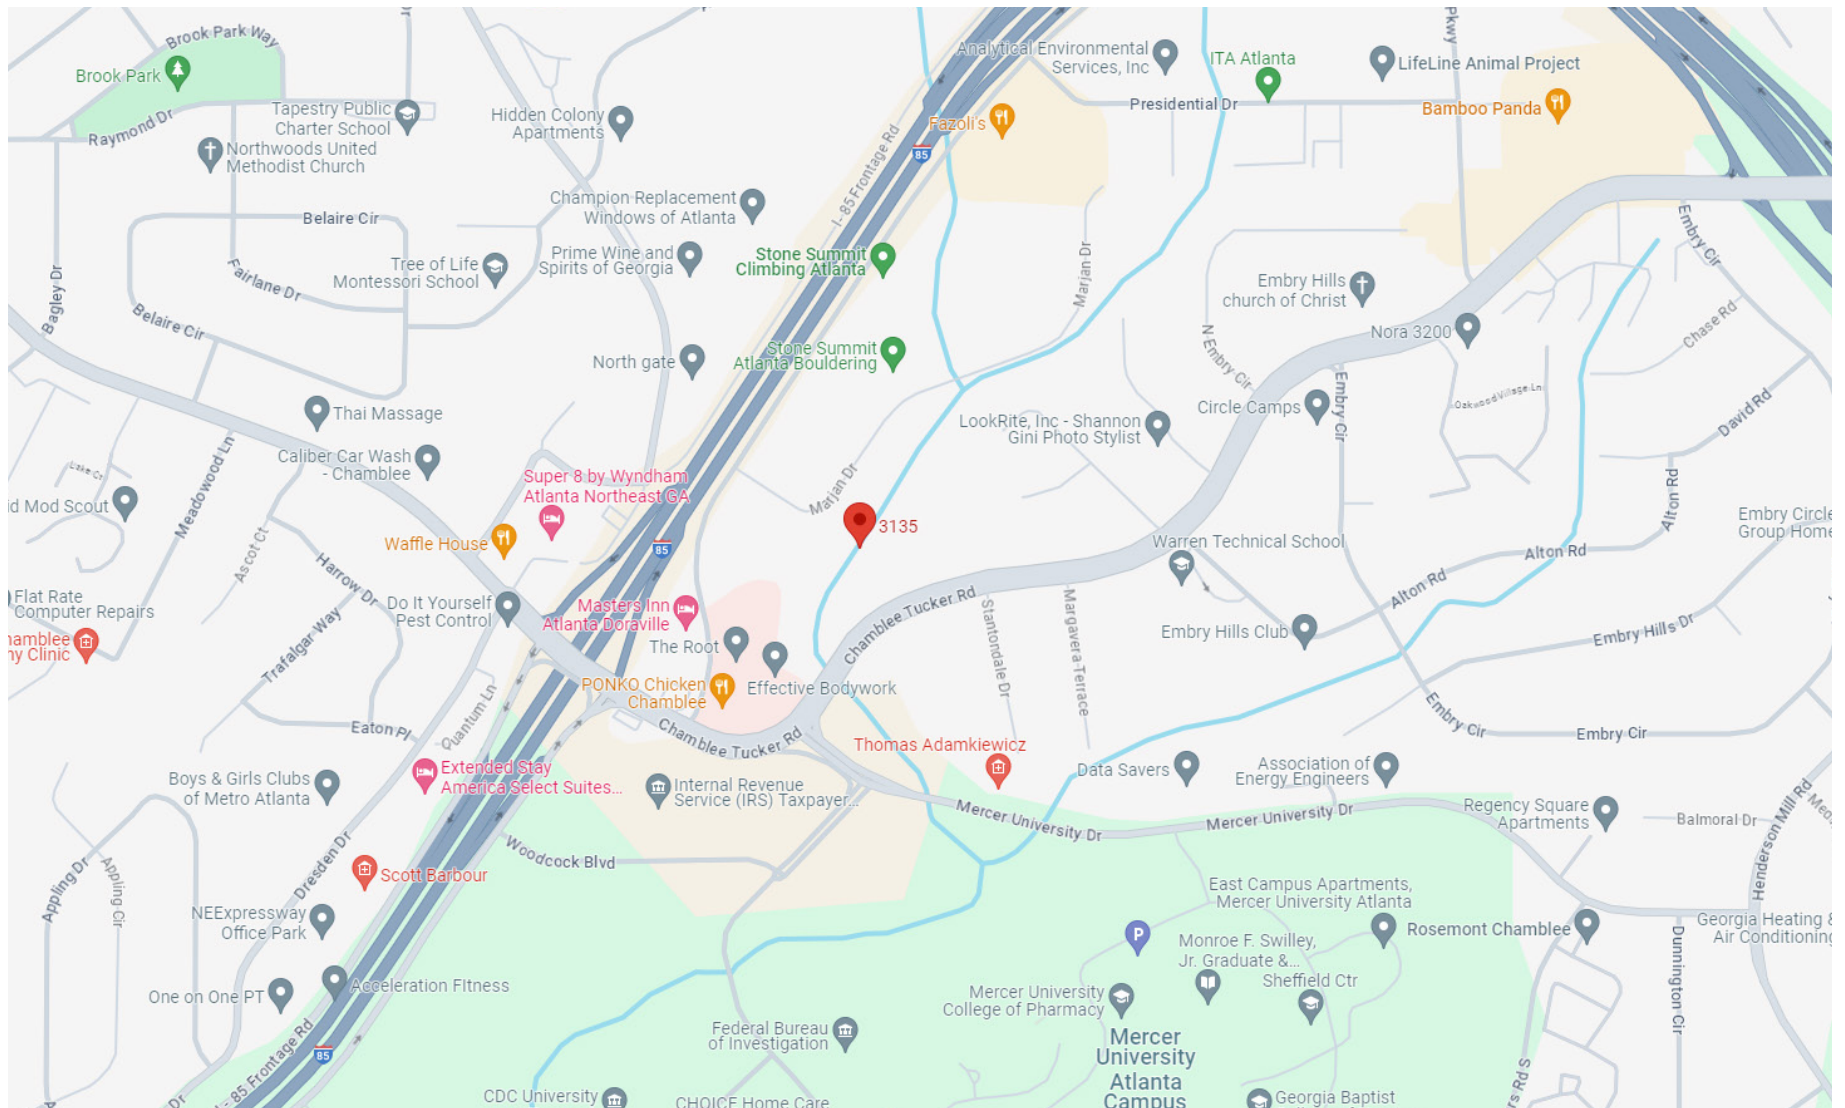 Brook Park Way
Brook Park
Raymond Dr
Tapestry Public
Charter School
Northwoods United
Methodist Church
Hidden Colony
Apartments
Analytical Environmental
Services, Inc
ITA Atlanta
LifeLine Animal Project
Pkwy
Presidential Dr
Bamboo Panda
Fazoli's
85
I-85 Frontage Rd
Champion Replacement
Windows of Atlanta
Belaire Cir
Prime Wine and
Spirits of Georgia
Stone Summit
Climbing Atlanta
Tree of Life
Montessori School
Fairlane Dr
Bagley Dr
Belaire Cir
Marjan Dr
Embry Hills
church of Christ
Embry Cir
Nora 3200
Chase Rd
N Embry Cir
Stone Summit
Atlanta Bouldering
North gate
Thai Massage
Embry Cir
Oakwood Village Ln
David Rd
Circle Camps
LookRite, Inc - Shannon
Gini Photo Stylist
Caliber Car Wash
- Chamblee
Meadowood Ln
Lake Ct
id Mod Scout
Super 8 by Wyndham
Atlanta Northeast GA
Marjan Dr
Alton Rd
3135
Embry Circle
Group Home
Waffle House
85
Ascot Ct
Warren Technical School
Alton Rd
Harrow Dr
Alton Rd
Flat Rate
Computer Repairs
Do It Yourself
Pest Control
Masters Inn
Atlanta Doraville
Chamblee Tucker Rd
Stantondale Dr
Margavera Terrace
Embry Hills Club
Embry Hills Dr
hamblee
ny Clinic
Trafalgar Way
The Root
Effective Bodywork
PONKO Chicken
Chamblee
Quantum Ln
Eaton Pl
Chamblee Tucker Rd
Embry Cir
Embry Cir
Thomas Adamkiewicz
Data Savers
Association of
Energy Engineers
Extended Stay
America Select Suites...
Boys & Girls Clubs
of Metro Atlanta
Internal Revenue
Service (IRS) Taxpayer...
Mercer University Dr
Mercer University Dr
Regency Square
Apartments
Balmoral Dr
Henderson Mill Rd
Woodcock Blvd
Dresden Dr
Appling Dr
Appling Cir
Scott Barbour
East Campus Apartments,
Mercer University Atlanta
NEExpressway
Office Park
Rosemont Chamblee
Georgia Heating &
Air Conditioning
P
Monroe F. Swilley,
Jr. Graduate &...
Sheffield Ctr
Dunnington Cir
One on One PT
Acceleration FItness
Mercer University
College of Pharmacy
Federal Bureau
of Investigation
Mercer
University
Atlanta
Campus
85
I-85 Frontage Rd
Dr
CDC University
CHOICE Home Care
Georgia Baptist
rs Rd S